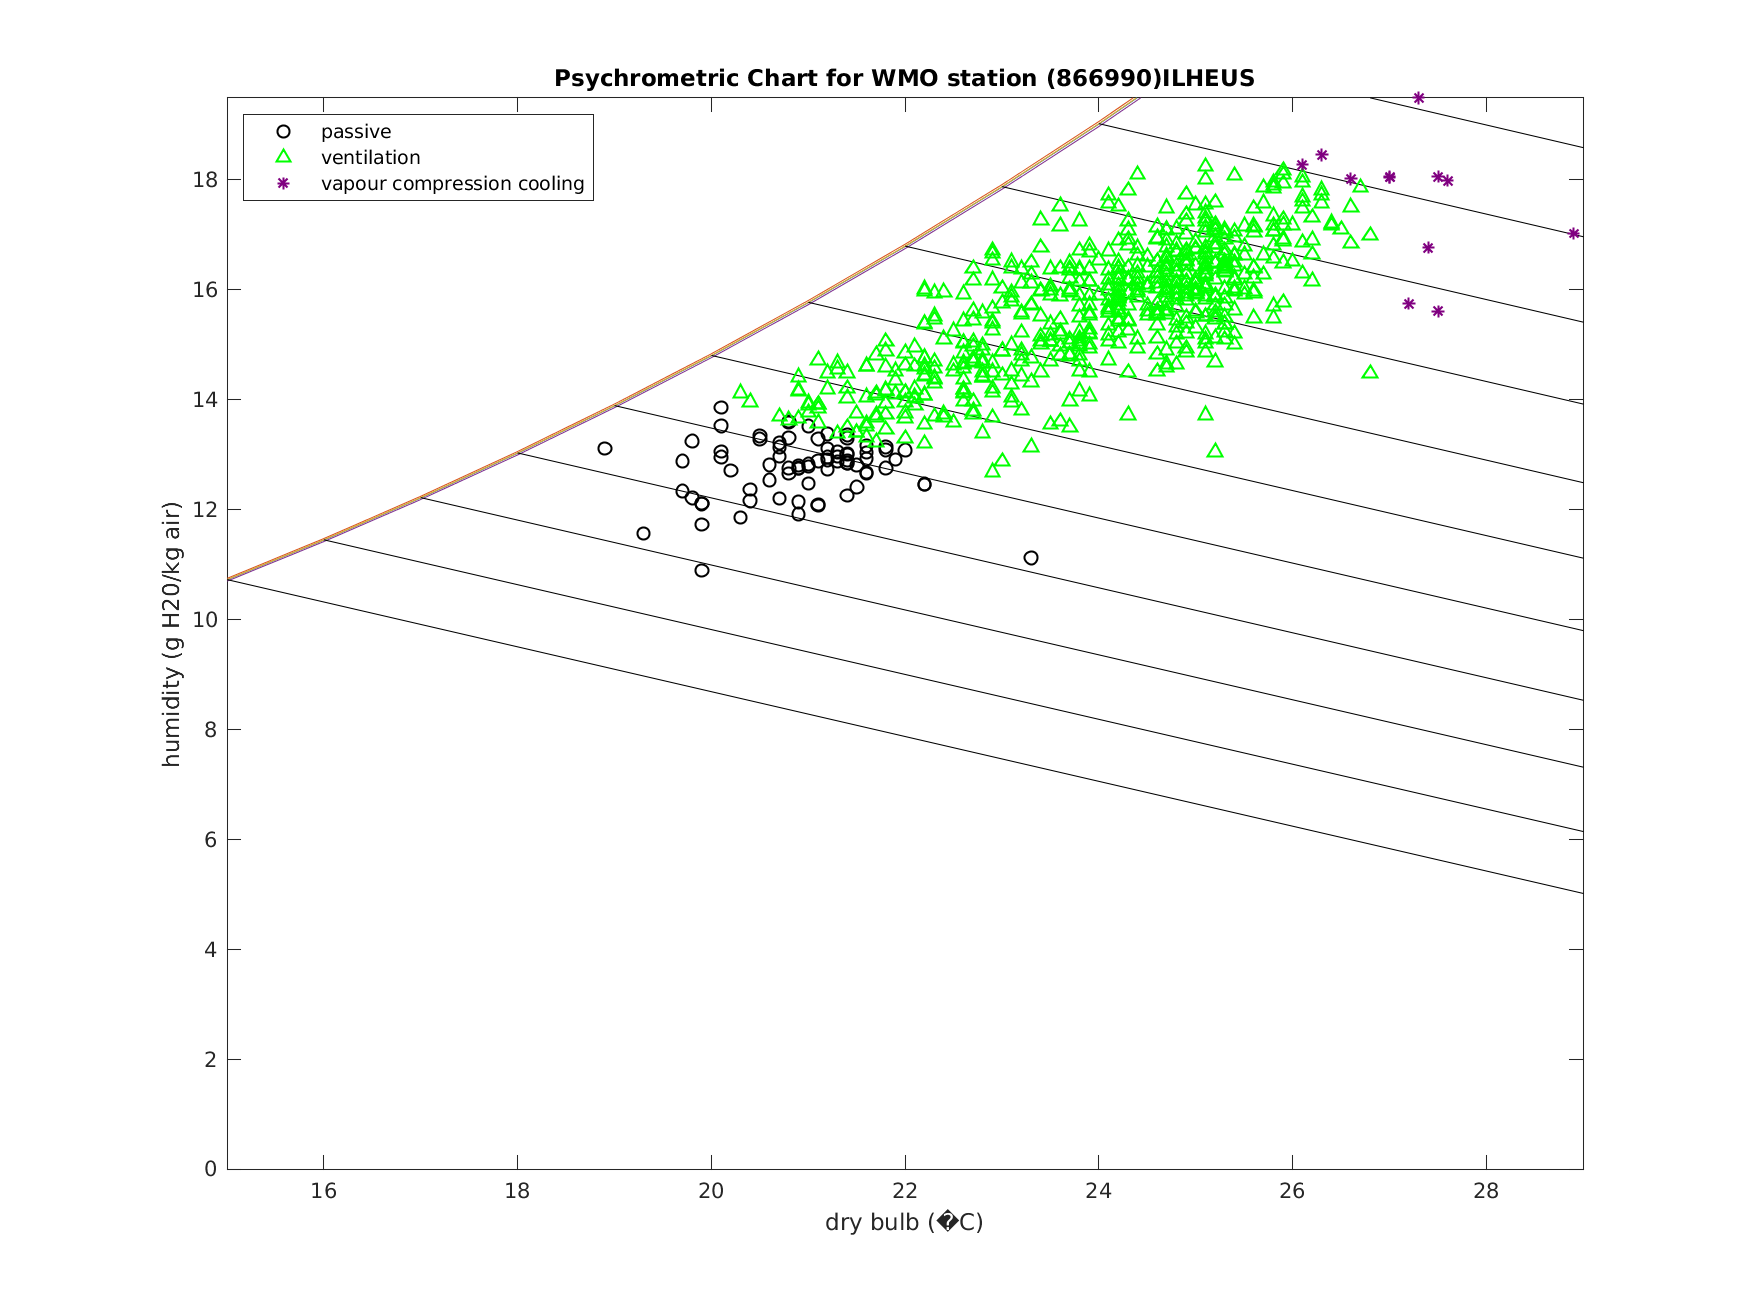 Psychrometric Chart for WMO station (866990)ILHEUS
passive
ventilation
vapour compression cooling
18
16
14
12
10
8
6
4
2
0
humidity (g H20/kg air)
16 18 20 22 24 26 28
dry bulb (�C)